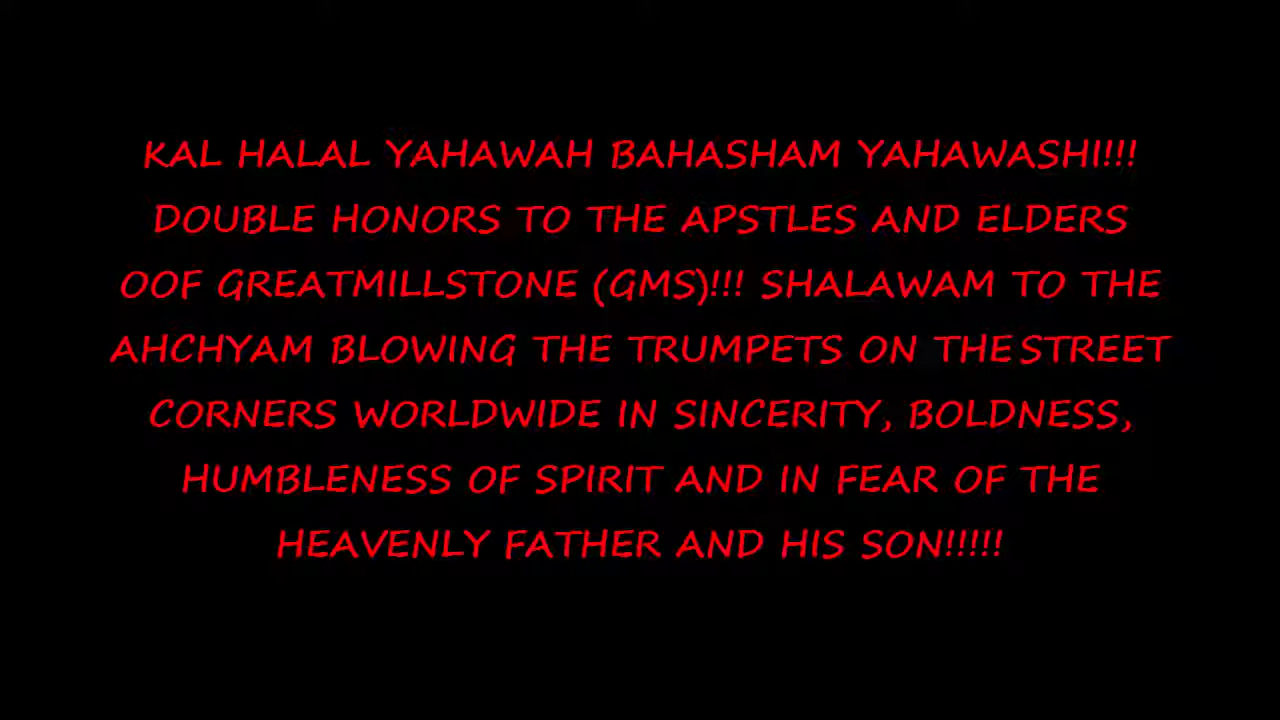 KAL HALAL YAHAWAH BAHASHAM YAHAWASHI!!!
DOUBLE HONORS TO THE APSTLES AND ELDERS
OOF GREATMILLSTONE (GMS)!!! SHALAWAM TO THE
AHCHYAM BLOWING THE TRUMPETS ON THE STREET
CORNERS WORLDWIDE IN SINCERITY, BOLDNESS,
HUMBLENESS OF SPIRIT AND IN FEAR OF THE
HEAVENLY FATHER AND HIS SON!!!!!